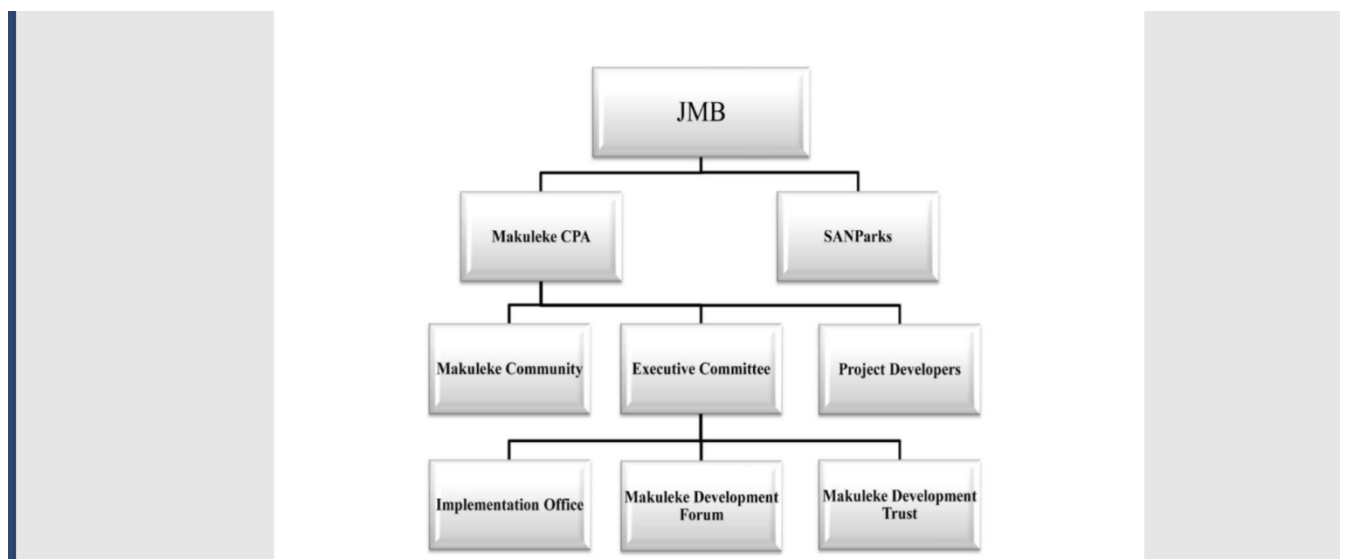 JMB
Makuleke CPA
SANParks
Makuleke Community
Executive Committee
Project Developers
Implementation Office
Makuleke Development
Forum
Makuleke Development
Trust